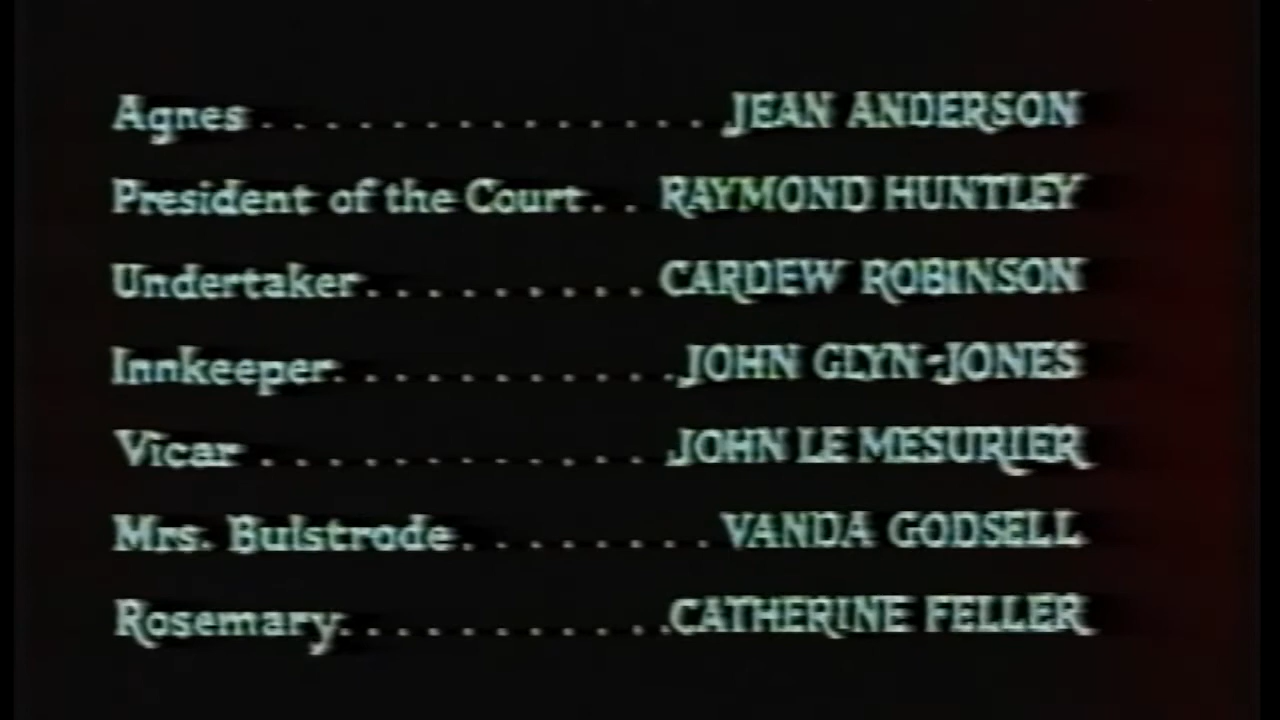 Agnes . . . . . . . . . . . . . . JEAN ANDERSON
President of the Court . . RAYMOND HUNTLEY
Undertaker . . . . . . . . . CARDEW ROBINSON
Innkeeper . . . . . . . . . . . JOHN GLYN-JONES
Vicar . . . . . . . . . . . . . JOHN LE MESURIER
Mrs. Bulstrode . . . . . . . . VANDA GODSELL
Rosemary . . . . . . . . . . . CATHERINE FELLER